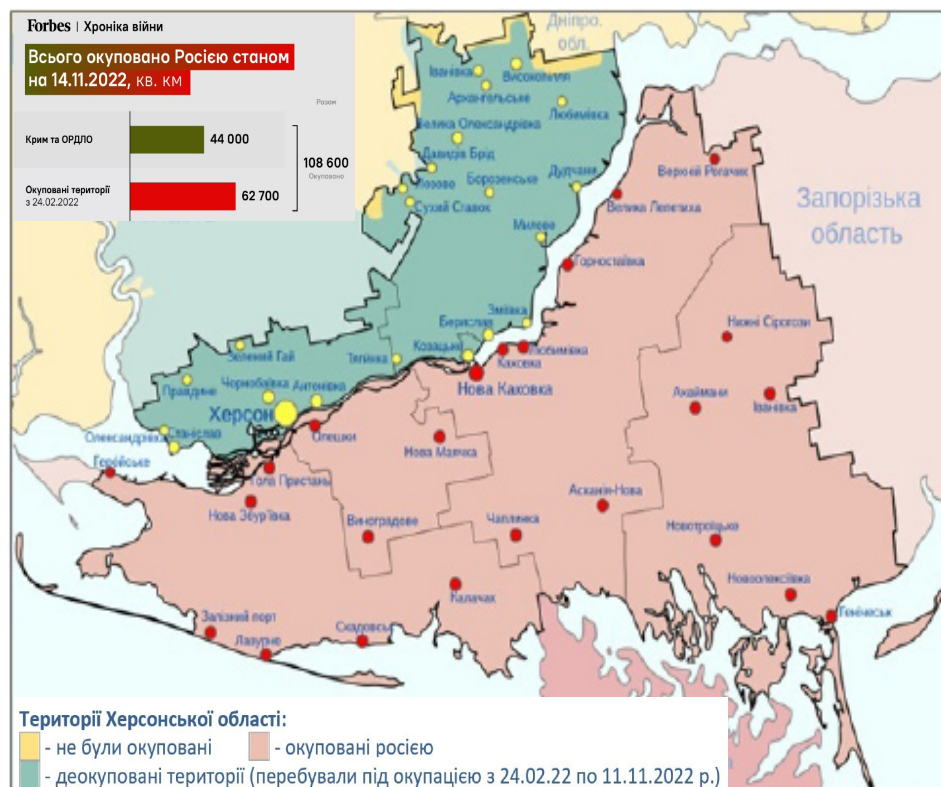 Forbes | Хроніка війни
Всього окуповано Росією станом
на 14.11.2022, кв. км
Разом
Крим та ОРДЛО
44 000
108 600
Окуповано
Окуповані території
з 24.02.2022
62 700
Дніпро.
обл.
Іванівка
Високопілля
Архангельське
Любимівка
Велика Олександрівка
Давидів Брід
Лозове
Борозенське
Дудчани
Сухий Ставок
Милове
Верхній Рогачик
Велика Лепетиха
Запорізька
область
Горностаївка
Зміївка
Берислав
Козацьке
Тягінка
Любимівка
Каховка
Нова Каховка
Нижні Сірогози
Зелений Гай
Правдине
Чорнобаївка
Антонівка
Херсон
Агаймани
Іванівка
Олександрівка
Станіслав
Олешки
Геройське
Гола Пристань
Нова Маячка
Нова Збур'ївка
Асканія-Нова
Виноградове
Чаплинка
Новотроїцьке
Новоолексіївка
Каланчак
Генічеськ
Залізний порт
Лазурне
Скадовськ
Території Херсонської області:
- не були окуповані
- окуповані росією
- деокуповані території (перебували під окупацією з 24.02.22 по 11.11.2022 р.)